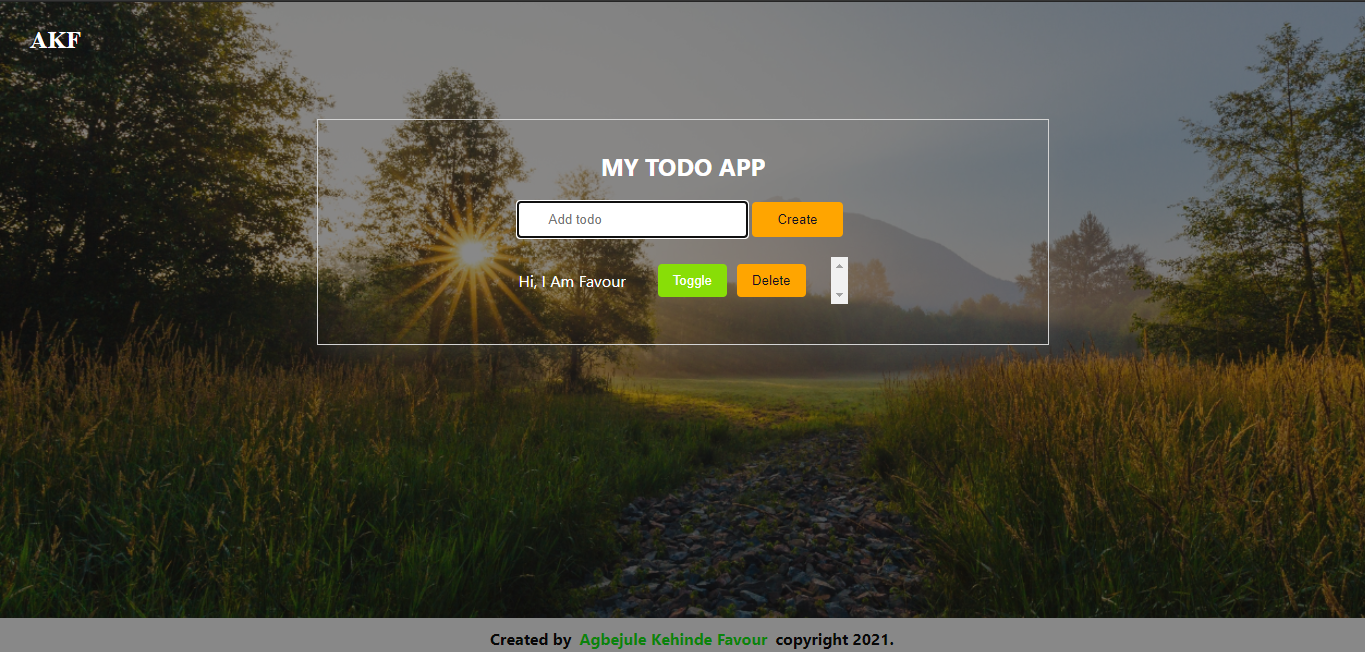 AKF
MY TODO APP
Add todo Create
Hi, I Am Favour Toggle Delete
Created by Agbejule Kehinde Favour copyright 2021.